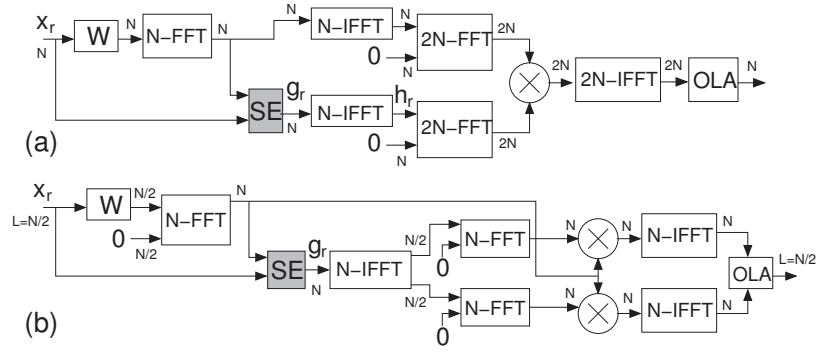 x_r N W N N-FFT N N N-IFFT N 0 N 2N-FFT 2N
SE g_r N N-IFFT h_r 0 N 2N-FFT 2N
2N 2N-IFFT 2N OLA N
(a)
x_r L=N/2 W N/2 0 N/2 N-FFT N
SE g_r N N-IFFT N/2 N/2
0 N-FFT N N N-IFFT N
0 N-FFT N N N-IFFT N
OLA L=N/2
(b)